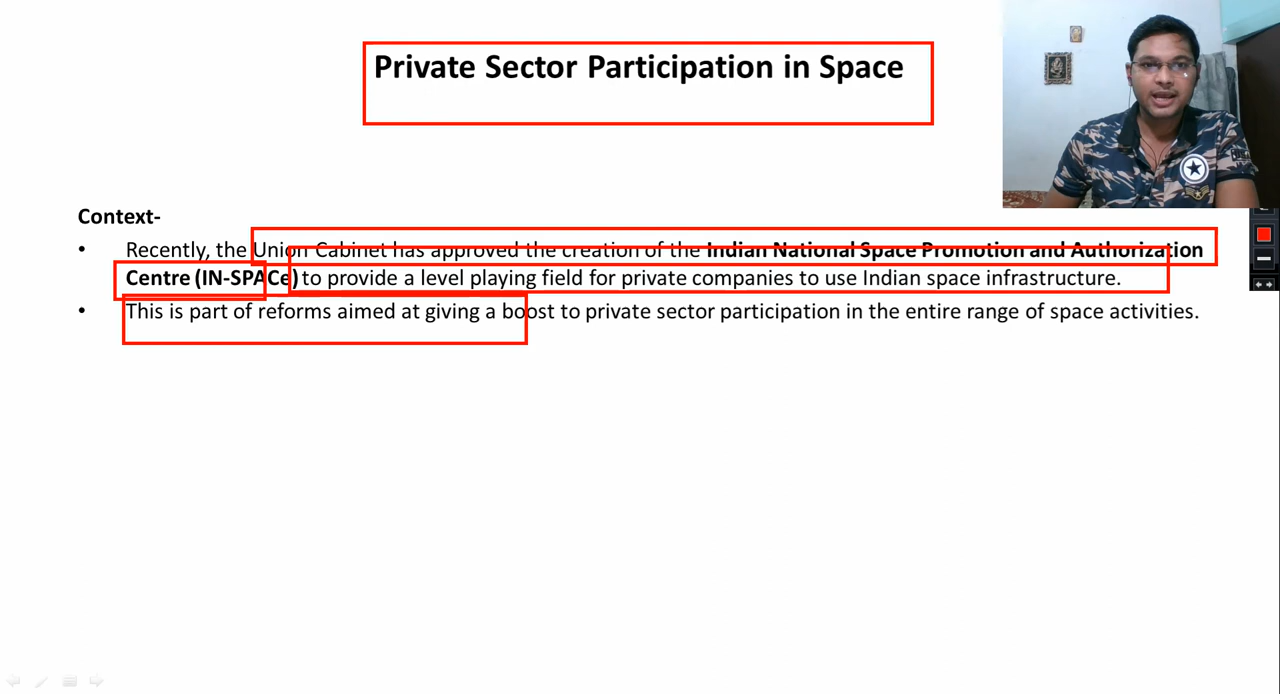 Private Sector Participation in Space
Context-
• Recently, the Union Cabinet has approved the creation of the Indian National Space Promotion and Authorization
Centre (IN-SPACe) to provide a level playing field for private companies to use Indian space infrastructure.
• This is part of reforms aimed at giving a boost to private sector participation in the entire range of space activities.